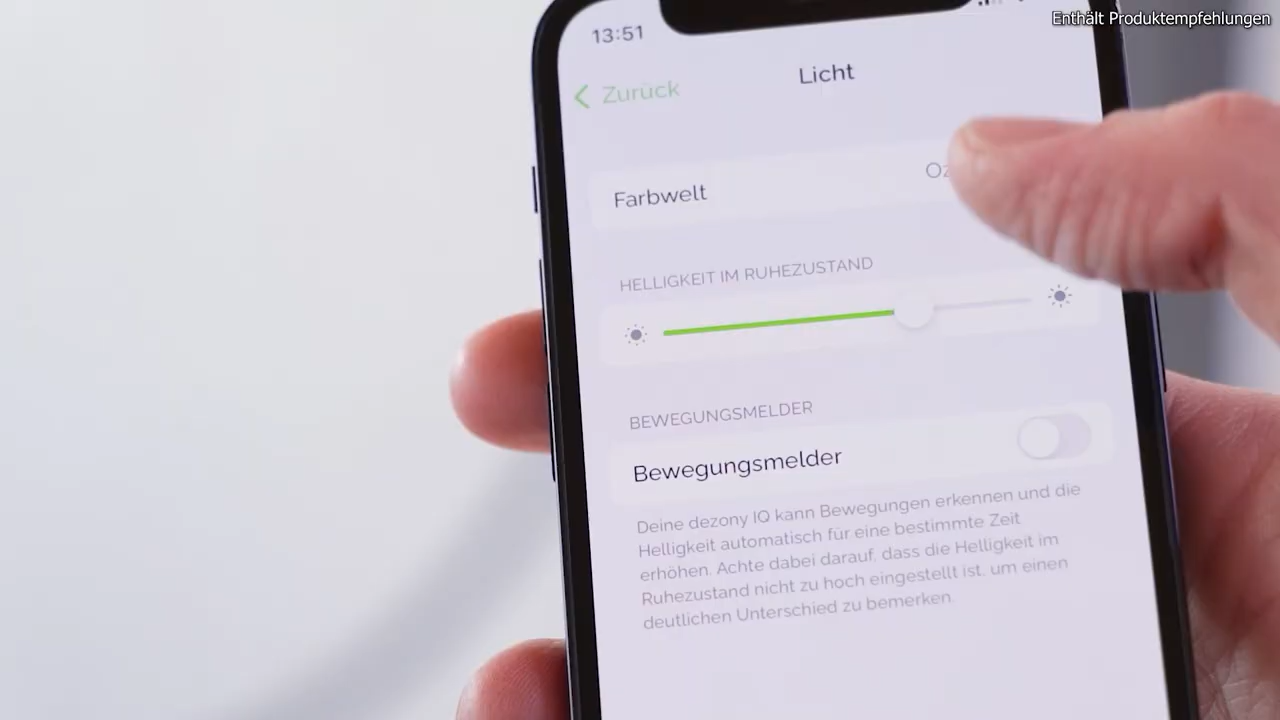 Enthält Produktempfehlungen
13:51
Zurück
Licht
Farbwelt
HELLIGKEIT IM RUHEZUSTAND
BEWEGUNGSMELDER
Bewegungsmelder
Deine dezony IQ kann Bewegungen erkennen und die
Helligkeit automatisch für eine bestimmte Zeit
erhöhen. Achte dabei darauf, dass die Helligkeit im
Ruhezustand nicht zu hoch eingestellt ist, um einen
deutlichen Unterschied zu bemerken.